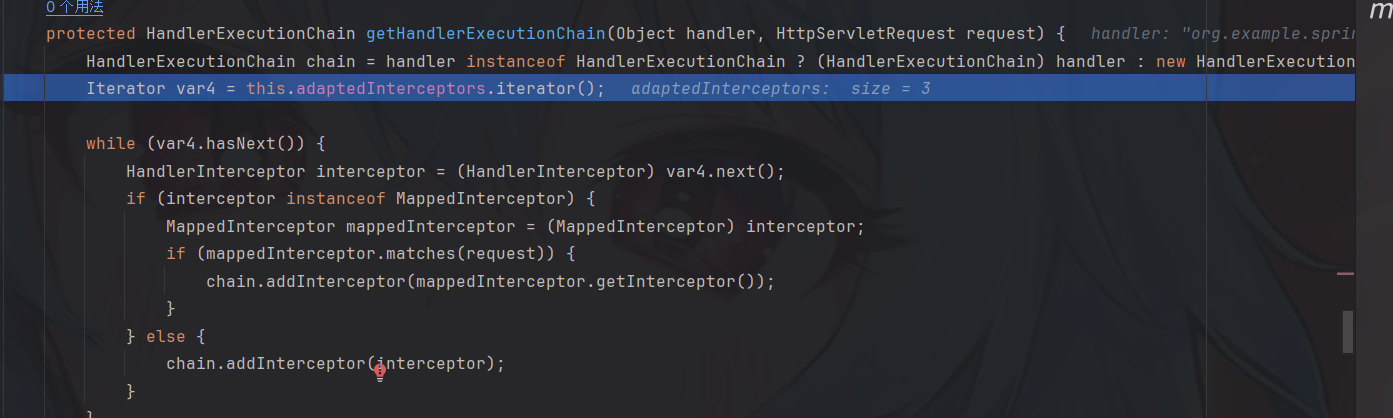 0 个用法
m
protected HandlerExecutionChain getHandlerExecutionChain(Object handler, HttpServletRequest request) {   handler: "org.example.sprin
HandlerExecutionChain chain = handler instanceof HandlerExecutionChain ? (HandlerExecutionChain) handler : new HandlerExecution
Iterator var4 = this.adaptedInterceptors.iterator();   adaptedInterceptors:  size = 3
while (var4.hasNext()) {
HandlerInterceptor interceptor = (HandlerInterceptor) var4.next();
if (interceptor instanceof MappedInterceptor) {
MappedInterceptor mappedInterceptor = (MappedInterceptor) interceptor;
if (mappedInterceptor.matches(request)) {
chain.addInterceptor(mappedInterceptor.getInterceptor());
}
} else {
chain.addInterceptor(interceptor);
}
}